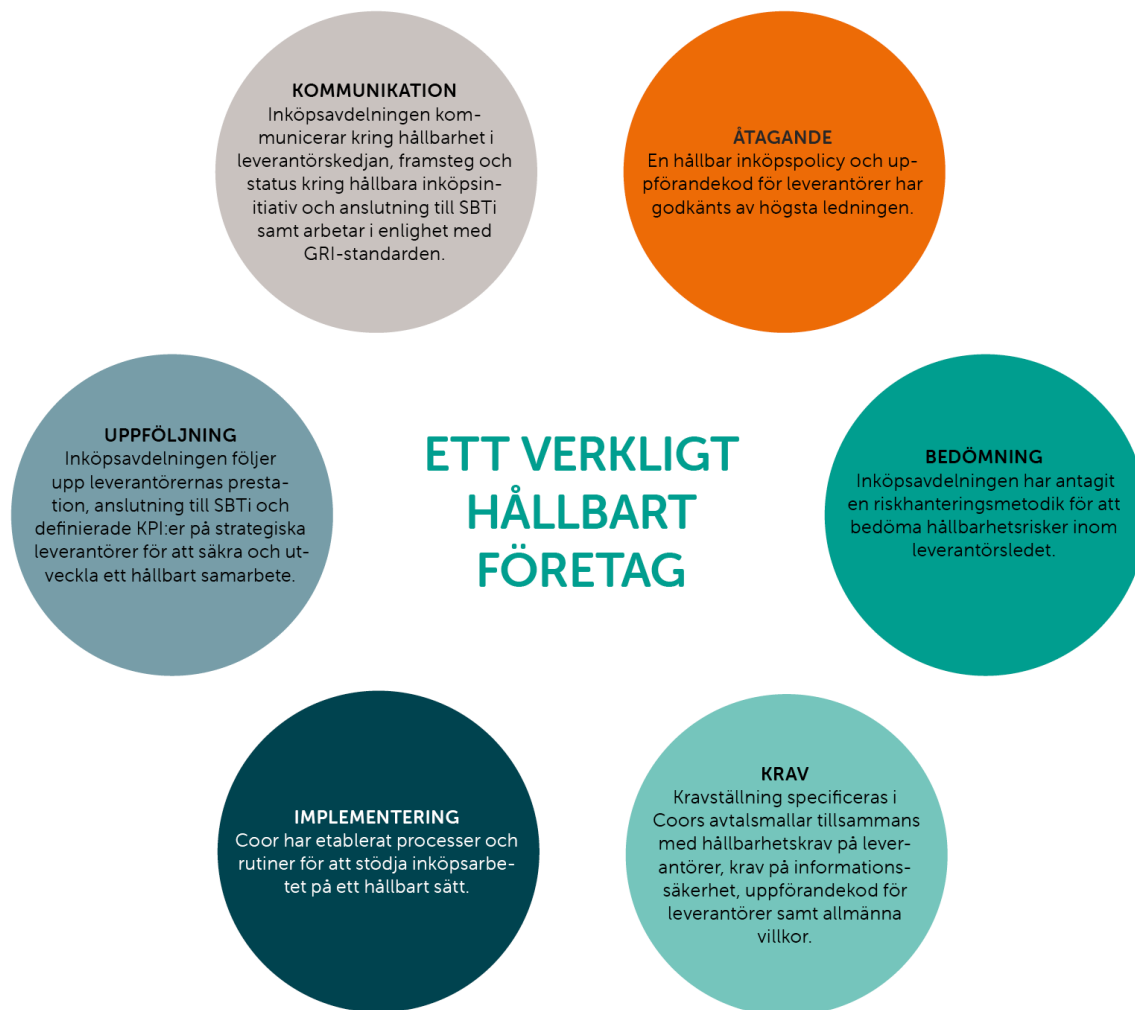 KOMMUNIKATION
Inköpsavdelningen kom-
municerar kring hållbarhet i
leverantörskedjan, framsteg och
status kring hållbara inköpsin-
itiativ och anslutning till SBTi
samt arbetar i enlighet med
GRI-standarden.
ÅTAGANDE
En hållbar inköpspolicy och up-
pförandekod för leverantörer har
godkänts av högsta ledningen.
UPPFÖLJNING
Inköpsavdelningen följer
upp leverantörernas presta-
tion, anslutning till SBTi och
definierade KPI:er på strategiska
leverantörer för att säkra och ut-
veckla ett hållbart samarbete.
ETT VERKLIGT
HÅLLBART
FÖRETAG
BEDÖMNING
Inköpsavdelningen har antagit
en riskhanteringsmetodik för att
bedöma hållbarhetsrisker inom
leverantörsledet.
IMPLEMENTERING
Coor har etablerat processer och
rutiner för att stödja inköpsarbe-
tet på ett hållbart sätt.
KRAV
Kravställning specificeras i
Coors avtalsmallar tillsammans
med hållbarhetskrav på lever-
antörer, krav på informations-
säkerhet, uppförandekod för
leverantörer samt allmänna
villkor.